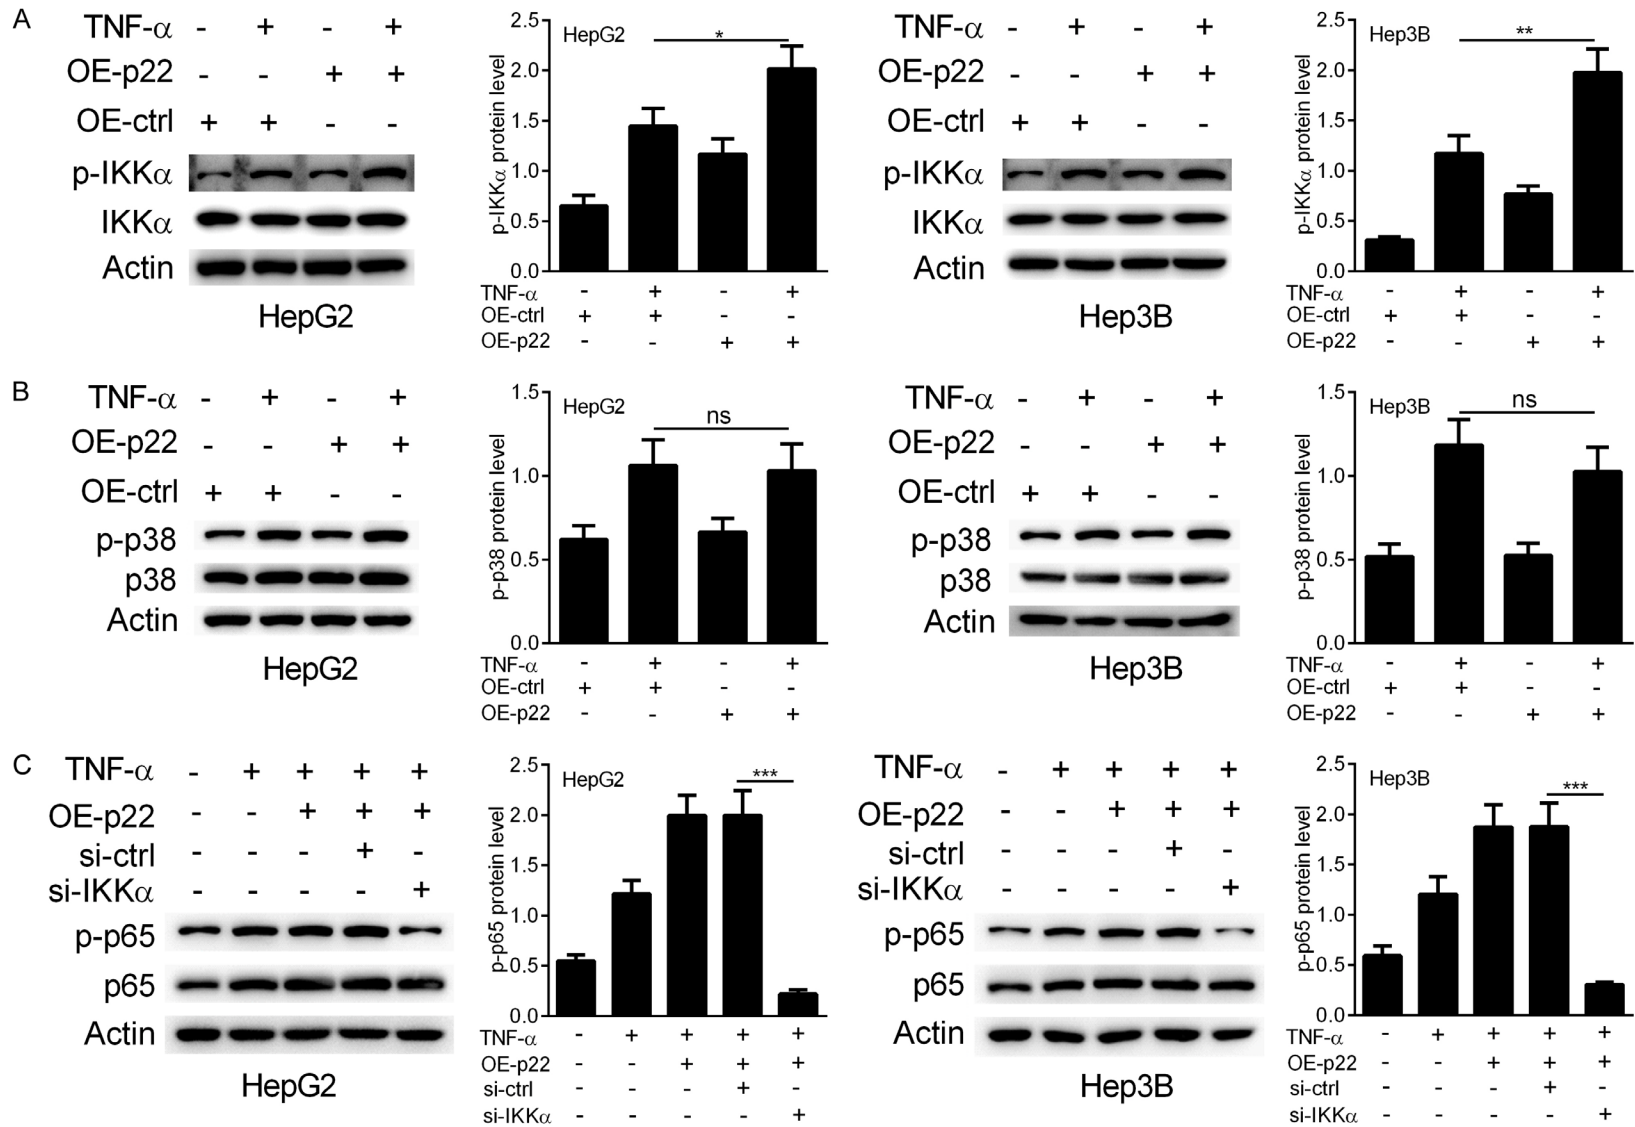 A
TNF-α - + - +
OE-p22 - - + +
OE-ctrl + + - -
p-IKKα
IKKα
Actin
HepG2
2.5
2.0
1.5
1.0
0.5
0.0
p-IKKα protein level
HepG2
*
TNF-α - + - +
OE-ctrl + + - -
OE-p22 - - + +
TNF-α - + - +
OE-p22 - - + +
OE-ctrl + + - -
p-IKKα
IKKα
Actin
Hep3B
2.5
2.0
1.5
1.0
0.5
0.0
p-IKKα protein level
Hep3B
**
TNF-α - + - +
OE-ctrl + + - -
OE-p22 - - + +
B
TNF-α - + - +
OE-p22 - - + +
OE-ctrl + + - -
p-p38
p38
Actin
HepG2
1.5
1.0
0.5
0.0
p-p38 protein level
HepG2
ns
TNF-α - + - +
OE-ctrl + + - -
OE-p22 - - + +
TNF-α - + - +
OE-p22 - - + +
OE-ctrl + + - -
p-p38
p38
Actin
Hep3B
1.5
1.0
0.5
0.0
p-p38 protein level
Hep3B
ns
TNF-α - + - +
OE-ctrl + + - -
OE-p22 - - + +
C
TNF-α - + + + +
OE-p22 - - + + +
si-ctrl - - - + -
si-IKKα - - - - +
p-p65
p65
Actin
HepG2
2.5
2.0
1.5
1.0
0.5
0.0
p-p65 protein level
HepG2
***
TNF-α - + + + +
OE-p22 - - + + +
si-ctrl - - - + -
si-IKKα - - - - +
TNF-α - + + + +
OE-p22 - - + + +
si-ctrl - - - + -
si-IKKα - - - - +
p-p65
p65
Actin
Hep3B
2.5
2.0
1.5
1.0
0.5
0.0
p-p65 protein level
Hep3B
***
TNF-α - + + + +
OE-p22 - - + + +
si-ctrl - - - + -
si-IKKα - - - - +